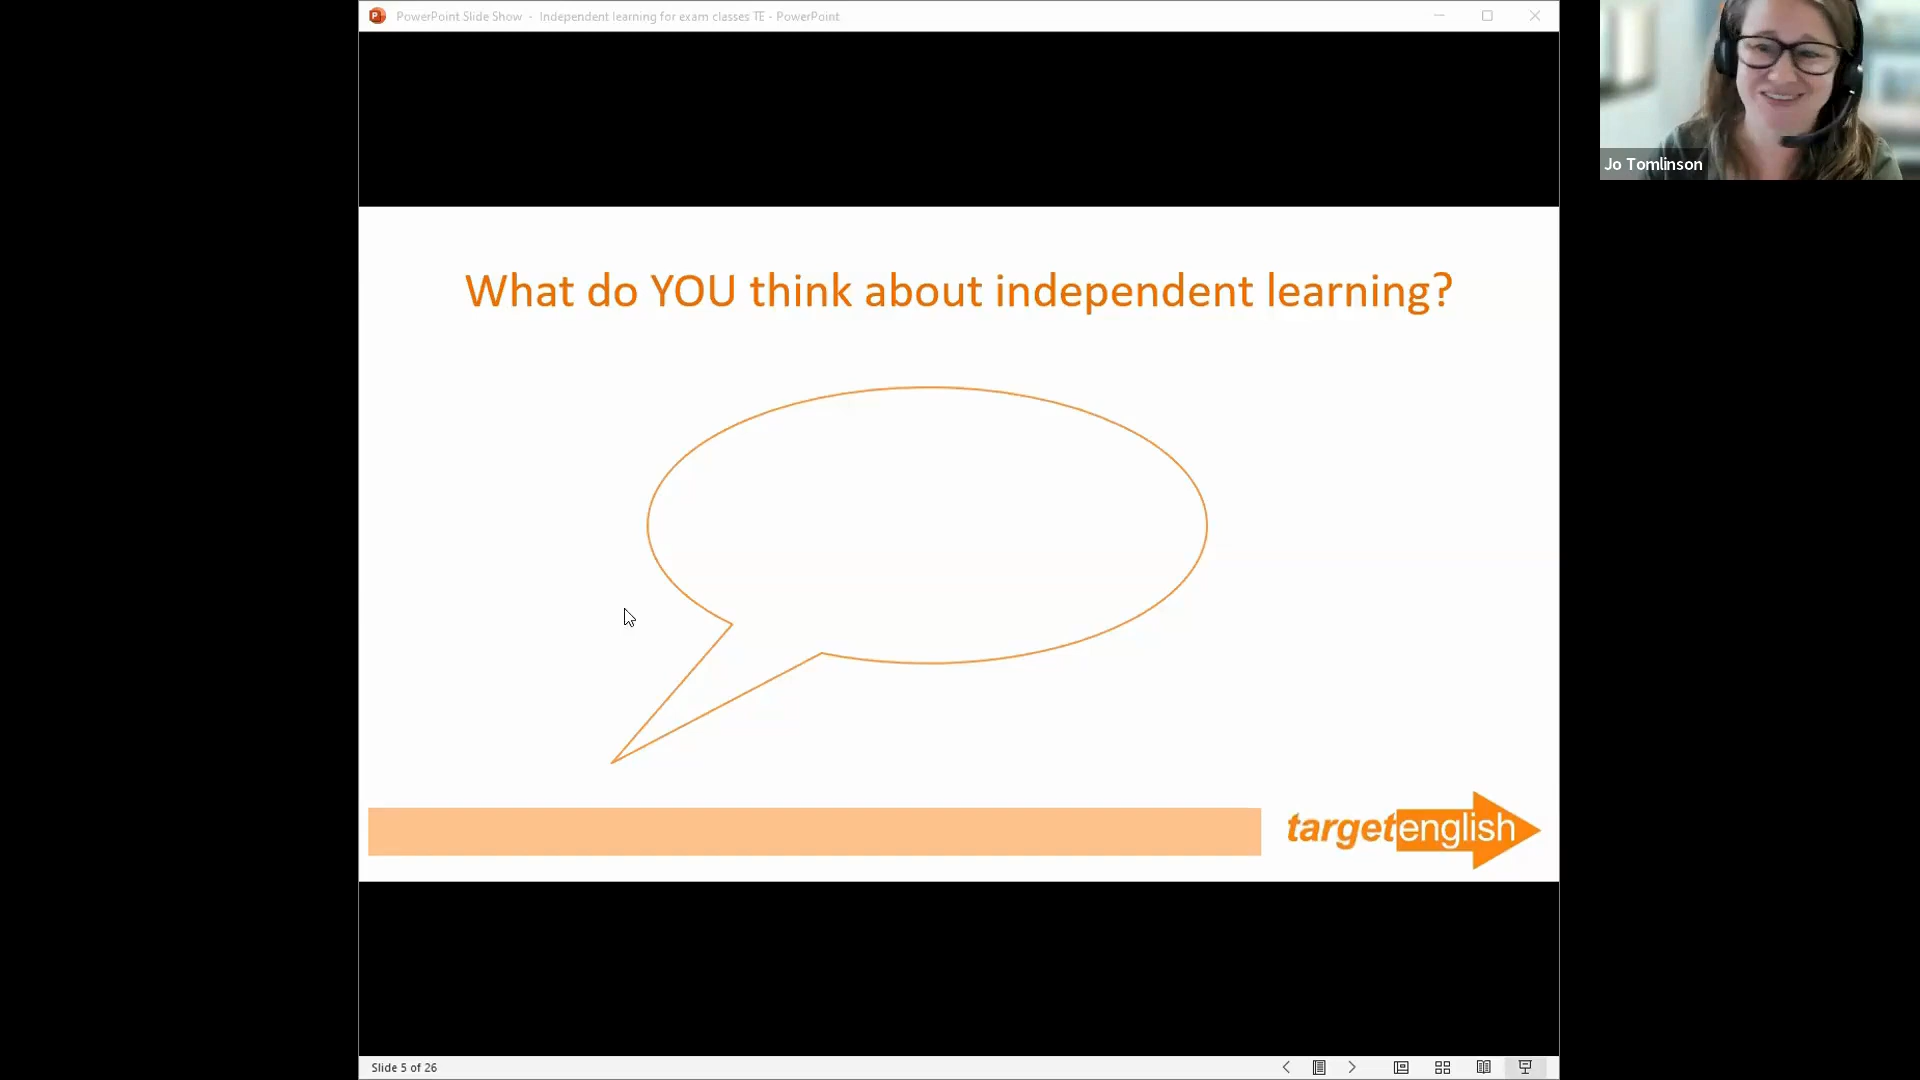 PowerPoint Slide Show - Independent learning for exam classes TE - PowerPoint
Jo Tomlinson
What do YOU think about independent learning?
targetenglish
Slide 5 of 26